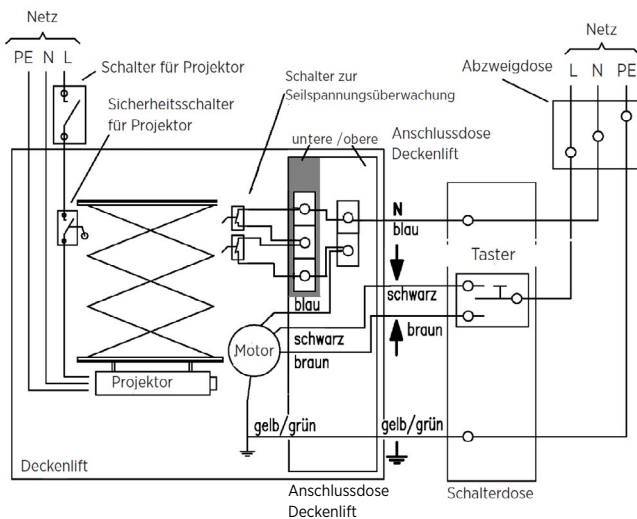 Netz
PE N L
Schalter für Projektor
Sicherheitsschalter
für Projektor
Schalter zur
Seilspannungsüberwachung
untere /obere
Anschlussdose
Deckenlift
Netz
Abzweigdose
L N PE
N
blau
Taster
schwarz
braun
blau
schwarz
braun
Motor
Projektor
gelb/grün
gelb/grün
Deckenlift
Anschlussdose
Deckenlift
Schalterdose